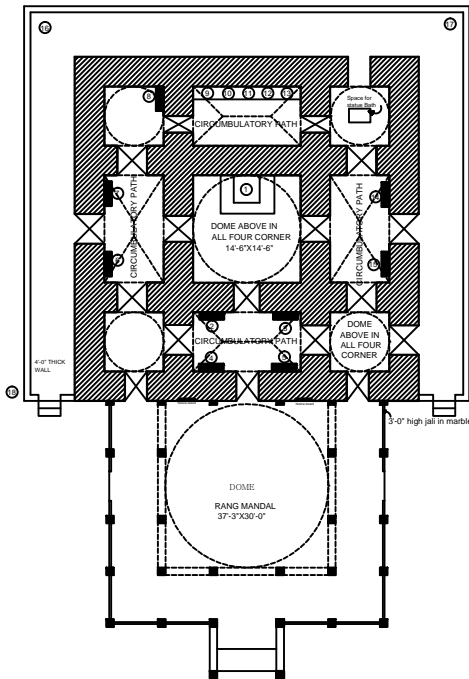 16
17
8
9 10 11 12 13
Space for
statue Bath
CIRCUMBULATORY PATH
1
CIRCUMBULATORY PATH
DOME ABOVE IN
ALL FOUR CORNER
14'-6"X14'-6"
CIRCUMBULATORY PATH
15
2
3
CIRCUMBULATORY PATH
4
DOME
ABOVE IN
ALL FOUR
CORNER
4'-0" THICK
WALL
18
3'-0" high jali in marble
DOME
RANG MANDAL
37'-3"X30'-0"